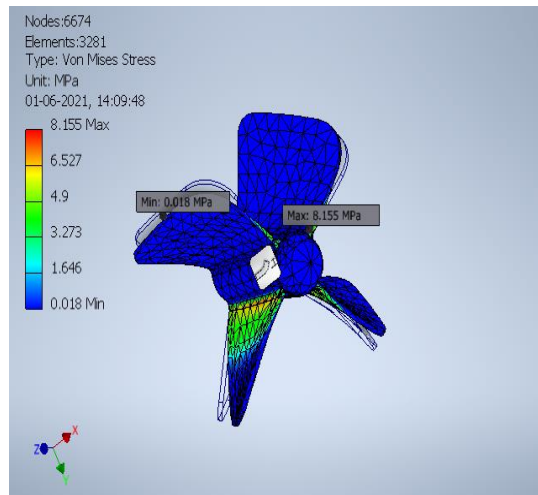 Nodes:6674
Elements:3281
Type: Von Mises Stress
Unit: MPa
01-06-2021, 14:09:48
8.155 Max
6.527
4.9
3.273
1.646
0.018 Min
Min: 0.018 MPa
Max: 8.155 MPa
X
Z
Y